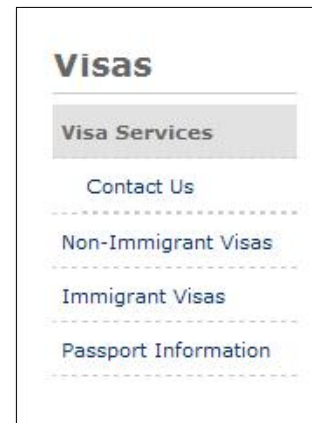 Visas
Visa Services
Contact Us
Non-Immigrant Visas
Immigrant Visas
Passport Information